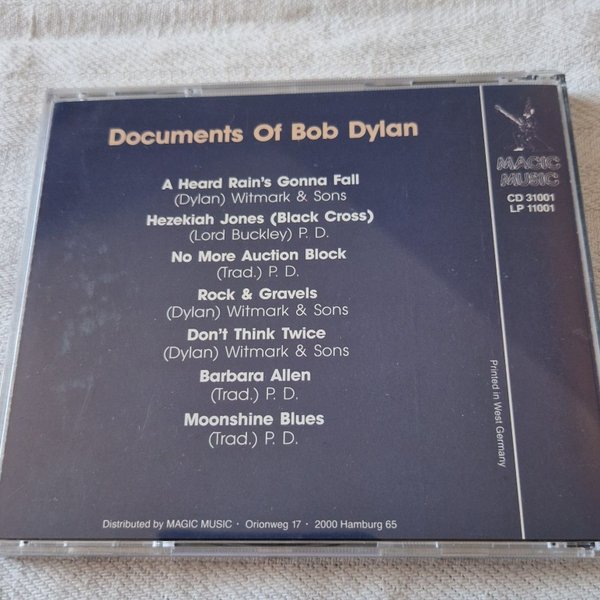 Documents Of Bob Dylan
A Heard Rain's Gonna Fall
(Dylan) Witmark & Sons
Hezekiah Jones (Black Cross)
(Lord Buckley) P. D.
No More Auction Block
(Trad.) P. D.
Rock & Gravels
(Dylan) Witmark & Sons
Don't Think Twice
(Dylan) Witmark & Sons
Barbara Allen
(Trad.) P. D.
Moonshine Blues
(Trad.) P. D.
Distributed by MAGIC MUSIC · Orionweg 17 · 2000 Hamburg 65
MAGIC
MUSIC
CD 31001
LP 11001
Printed in West Germany